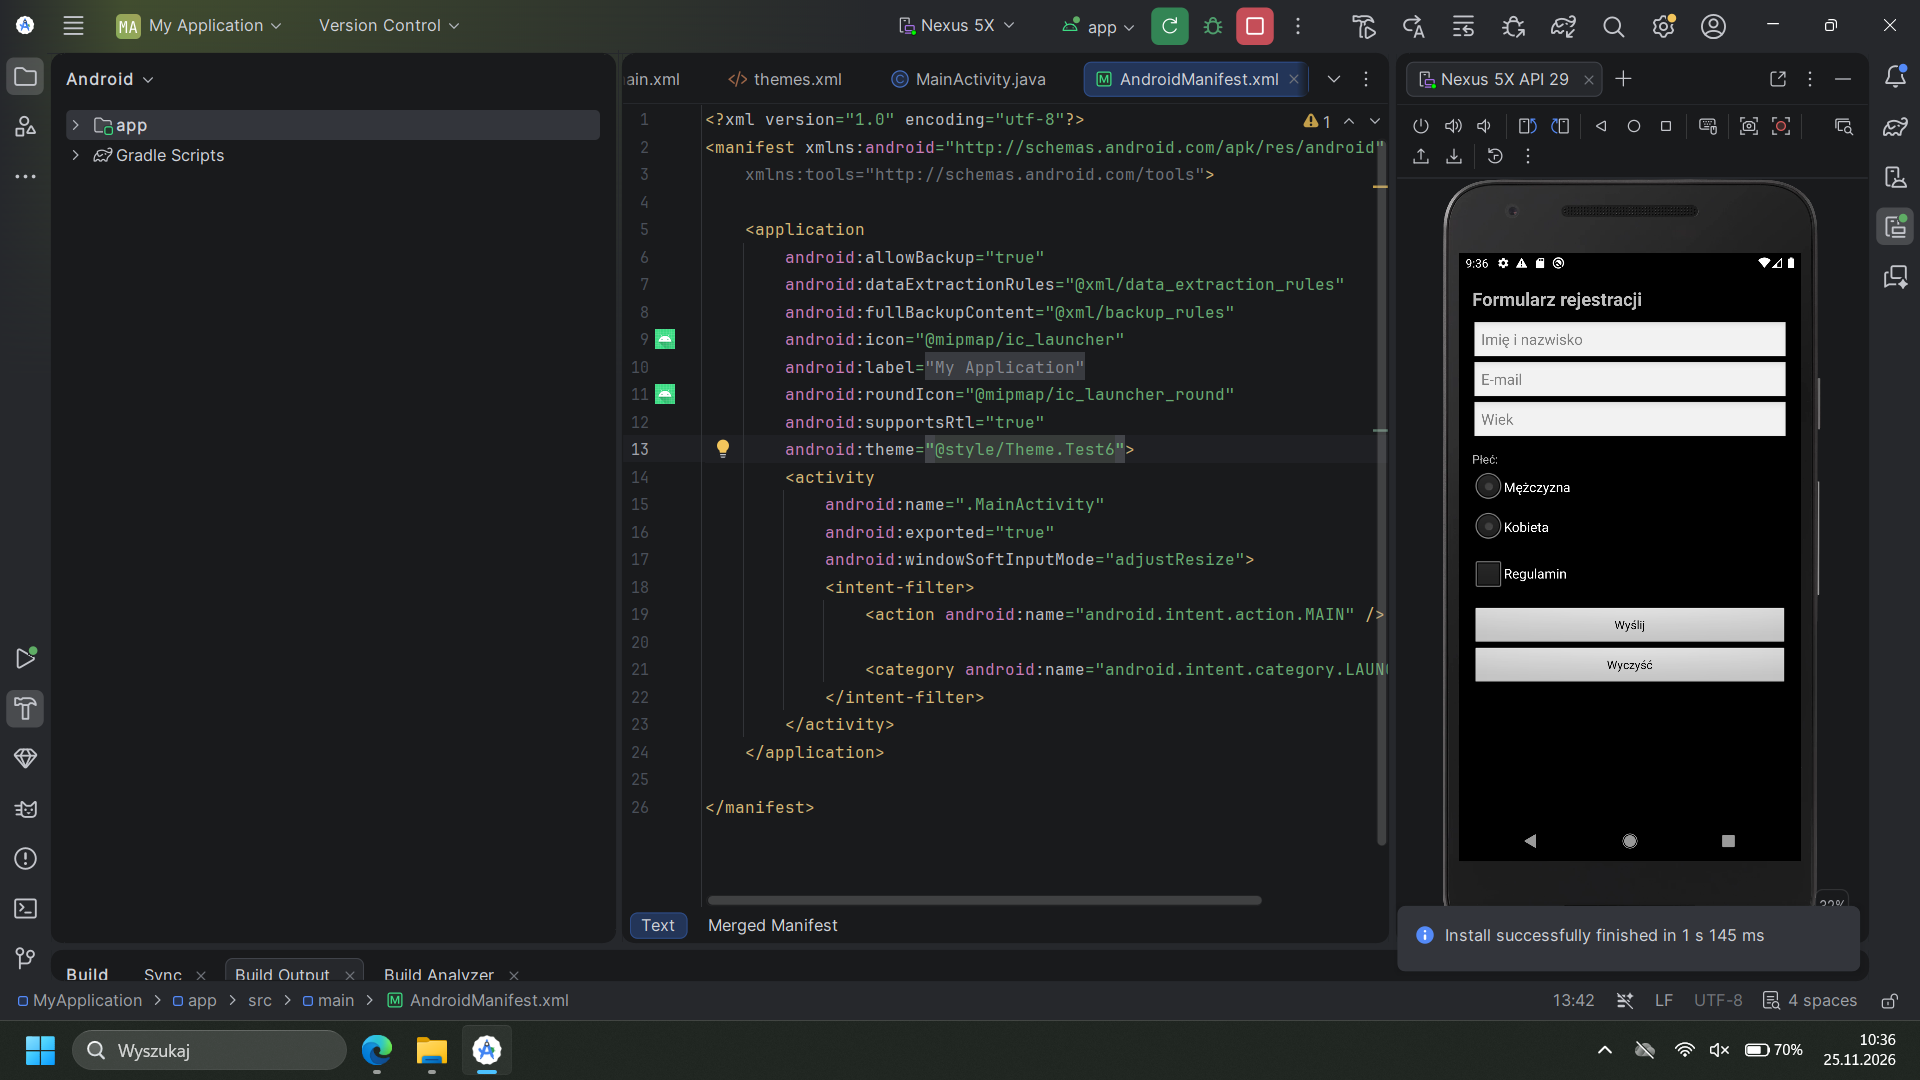 MA My Application
Version Control
Nexus 5X
app
Android
app
Gradle Scripts
ain.xml
themes.xml
MainActivity.java
AndroidManifest.xml
1 <?xml version="1.0" encoding="utf-8"?>
1
2 <manifest xmlns:android="http://schemas.android.com/apk/res/android"
3 xmlns:tools="http://schemas.android.com/tools">
4
5 <application
6 android:allowBackup="true"
7 android:dataExtractionRules="@xml/data_extraction_rules"
8 android:fullBackupContent="@xml/backup_rules"
9 android:icon="@mipmap/ic_launcher"
10 android:label="My Application"
11 android:roundIcon="@mipmap/ic_launcher_round"
12 android:supportsRtl="true"
13 android:theme="@style/Theme.Test6">
14 <activity
15 android:name=".MainActivity"
16 android:exported="true"
17 android:windowSoftInputMode="adjustResize">
18 <intent-filter>
19 <action android:name="android.intent.action.MAIN" />
20
21 <category android:name="android.intent.category.LAUN
22 </intent-filter>
23 </activity>
24 </application>
25
26 </manifest>
Text
Merged Manifest
Nexus 5X API 29
9:36
Formularz rejestracji
Imię i nazwisko
E-mail
Wiek
Płeć:
Mężczyzna
Kobieta
Regulamin
Wyślij
Wyczyść
32%
Install successfully finished in 1 s 145 ms
Build
Sync
Build Output
Build Analyzer
MyApplication > app > src > main > AndroidManifest.xml
13:42
LF
UTF-8
4 spaces
Wyszukaj
70%
10:36
25.11.2026